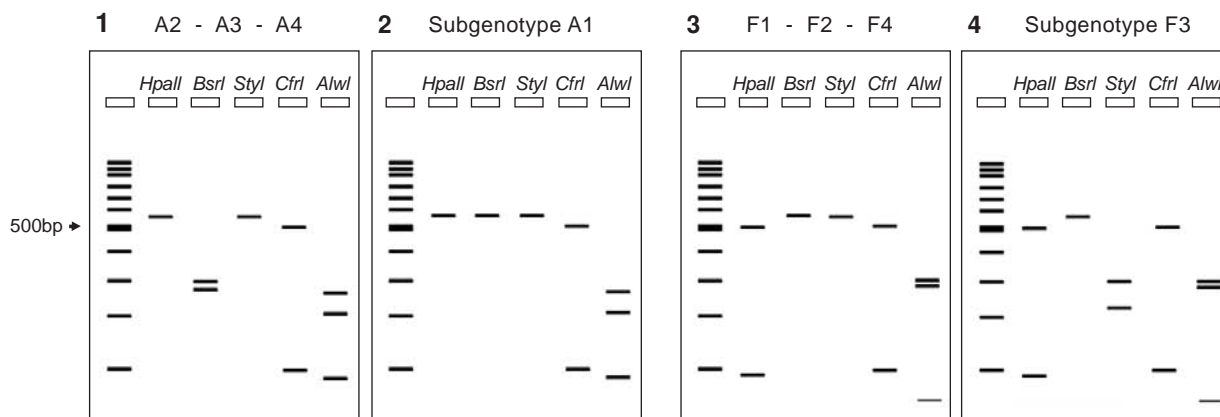 1 A2 - A3 - A4
HpaII BsrI StyI CfrI AlwI
500bp
2 Subgenotype A1
HpaII BsrI StyI CfrI AlwI
3 F1 - F2 - F4
HpaII BsrI StyI CfrI AlwI
4 Subgenotype F3
HpaII BsrI StyI CfrI AlwI